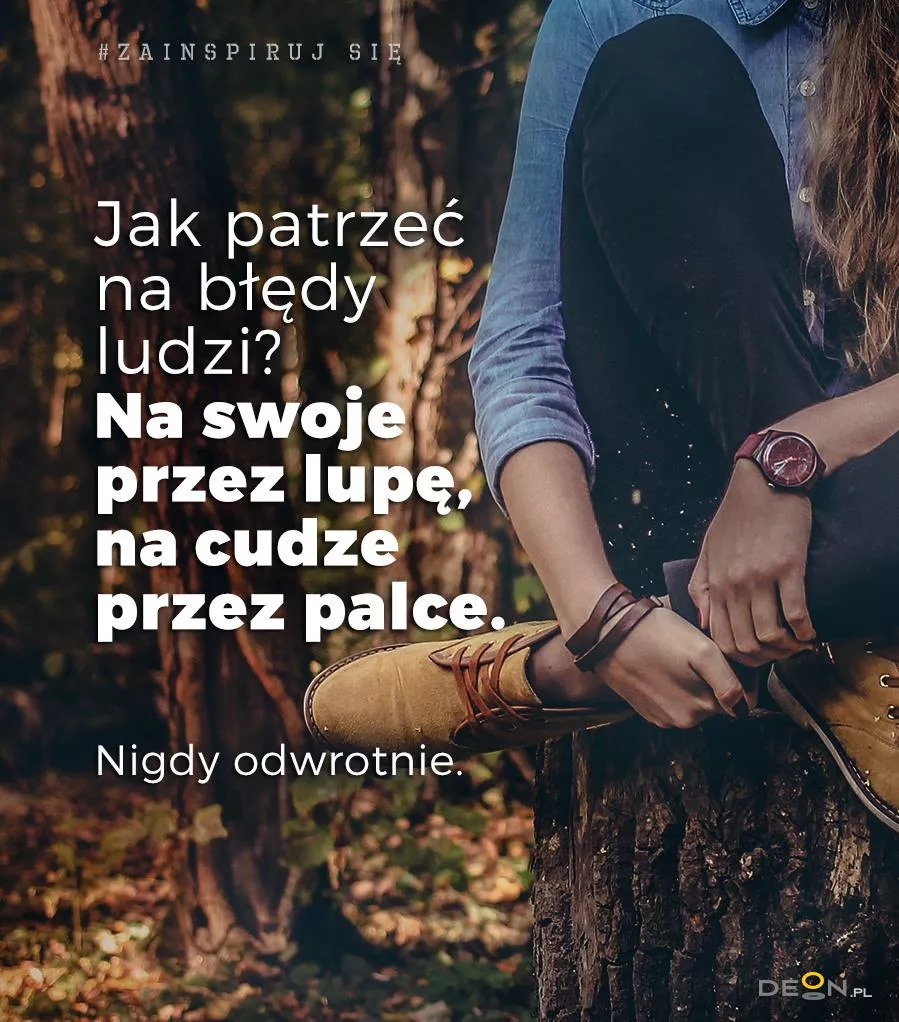 #ZAINSPIRUJ SIĘ
Jak patrzeć
na błędy
ludzi?
Na swoje
przez lupę,
na cudze
przez palce.
Nigdy odwrotnie.
DEON.PL